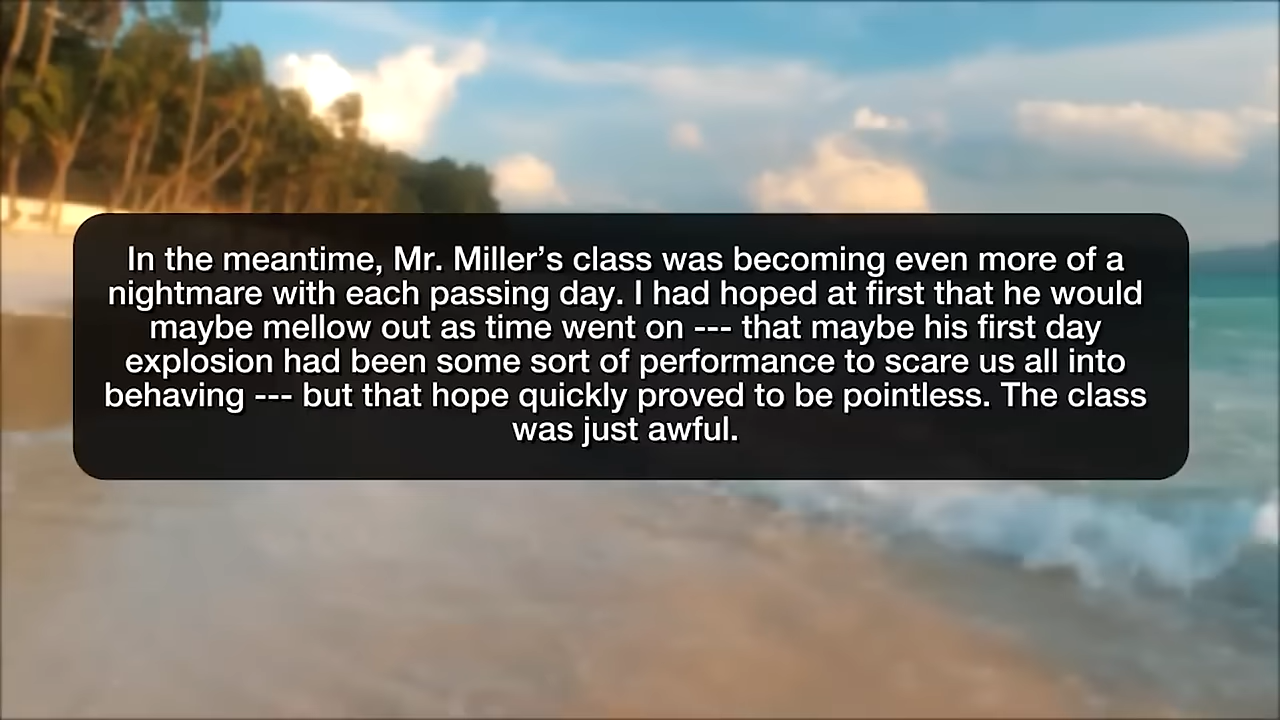 In the meantime, Mr. Miller’s class was becoming even more of a
nightmare with each passing day. I had hoped at first that he would
maybe mellow out as time went on --- that maybe his first day
explosion had been some sort of performance to scare us all into
behaving --- but that hope quickly proved to be pointless. The class
was just awful.